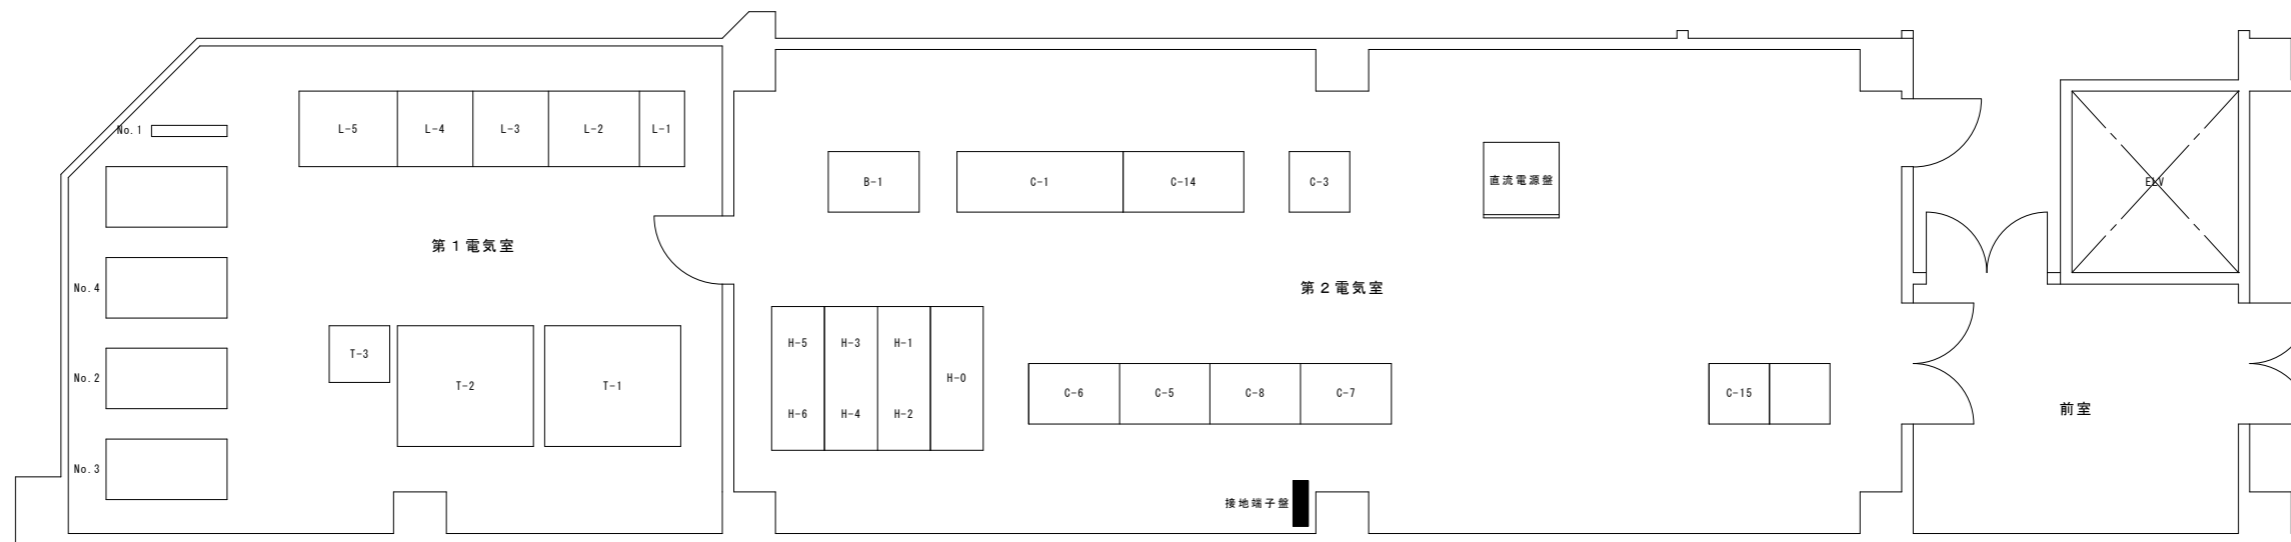 No.1
L-5
L-4
L-3
L-2
L-1
第1電気室
No.4
No.2
No.3
T-3
T-2
T-1
B-1
C-1
C-14
C-3
直流電源盤
第2電気室
H-5
H-3
H-1
H-0
H-6
H-4
H-2
C-6
C-5
C-8
C-7
C-15
接地端子盤
ELV
前室